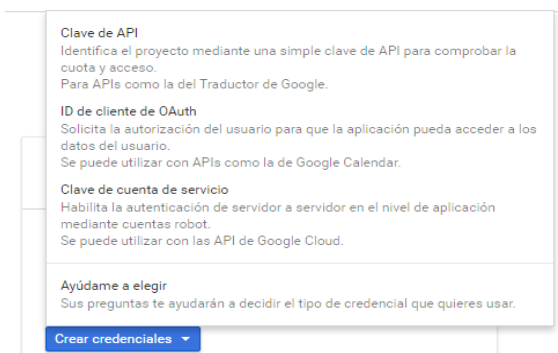 Clave de API
Identifica el proyecto mediante una simple clave de API para comprobar la
cuota y acceso.
Para APIs como la del Traductor de Google.
ID de cliente de OAuth
Solicita la autorización del usuario para que la aplicación pueda acceder a los
datos del usuario.
Se puede utilizar con APIs como la de Google Calendar.
Clave de cuenta de servicio
Habilita la autenticación de servidor a servidor en el nivel de aplicación
mediante cuentas robot.
Se puede utilizar con las API de Google Cloud.
Ayúdame a elegir
Sus preguntas te ayudarán a decidir el tipo de credencial que quieres usar.
Crear credenciales